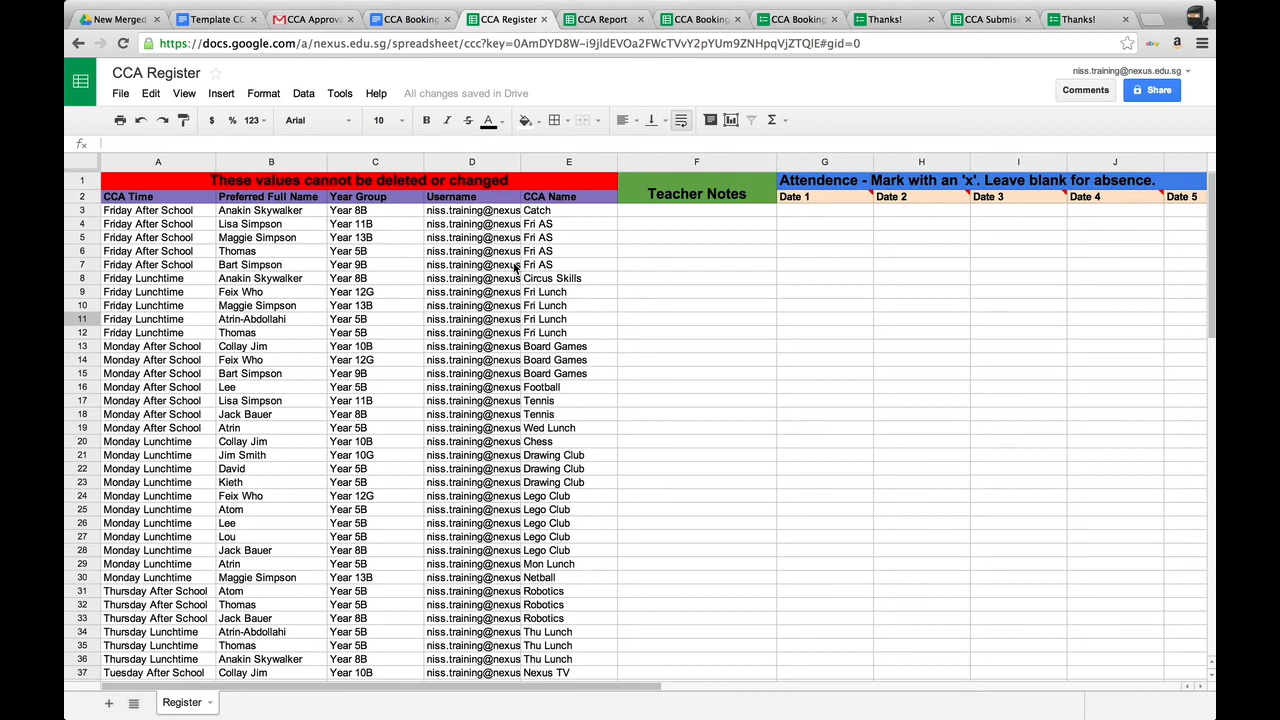 New Merged
Template CC
CCA Approva
CCA Booking
CCA Register
CCA Report
CCA Booking
CCA Booking
Thanks!
CCA Submiss
Thanks!
https://docs.google.com/a/nexus.edu.sg/spreadsheet/ccc?key=0AmDYD8W-i9jldEVOa2FWcTVvY2pYUm9ZNHpqVjZTQlE#gid=0
ebay
a
CCA Register
niss.training@nexus.edu.sg
File Edit View Insert Format Data Tools Help All changes saved in Drive
Comments
Share
$ % 123 Arial 10 B I S A Σ
fx
A B C D E F G H I J
1 These values cannot be deleted or changed Teacher Notes Attendence - Mark with an 'x'. Leave blank for absence.
2 CCA Time Preferred Full Name Year Group Username CCA Name Date 1 Date 2 Date 3 Date 4 Date 5
3 Friday After School Anakin Skywalker Year 8B niss.training@nexus Catch
4 Friday After School Lisa Simpson Year 11B niss.training@nexus Fri AS
5 Friday After School Maggie Simpson Year 13B niss.training@nexus Fri AS
6 Friday After School Thomas Year 5B niss.training@nexus Fri AS
7 Friday After School Bart Simpson Year 9B niss.training@nexus Fri AS
8 Friday Lunchtime Anakin Skywalker Year 8B niss.training@nexus Circus Skills
9 Friday Lunchtime Feix Who Year 12G niss.training@nexus Fri Lunch
10 Friday Lunchtime Maggie Simpson Year 13B niss.training@nexus Fri Lunch
11 Friday Lunchtime Atrin-Abdollahi Year 5B niss.training@nexus Fri Lunch
12 Friday Lunchtime Thomas Year 5B niss.training@nexus Fri Lunch
13 Monday After School Collay Jim Year 10B niss.training@nexus Board Games
14 Monday After School Feix Who Year 12G niss.training@nexus Board Games
15 Monday After School Bart Simpson Year 9B niss.training@nexus Board Games
16 Monday After School Lee Year 5B niss.training@nexus Football
17 Monday After School Lisa Simpson Year 11B niss.training@nexus Tennis
18 Monday After School Jack Bauer Year 8B niss.training@nexus Tennis
19 Monday After School Atrin Year 5B niss.training@nexus Wed Lunch
20 Monday Lunchtime Collay Jim Year 10B niss.training@nexus Chess
21 Monday Lunchtime Jim Smith Year 10G niss.training@nexus Drawing Club
22 Monday Lunchtime David Year 5B niss.training@nexus Drawing Club
23 Monday Lunchtime Kieth Year 5B niss.training@nexus Drawing Club
24 Monday Lunchtime Feix Who Year 12G niss.training@nexus Lego Club
25 Monday Lunchtime Atom Year 5B niss.training@nexus Lego Club
26 Monday Lunchtime Lee Year 5B niss.training@nexus Lego Club
27 Monday Lunchtime Lou Year 5B niss.training@nexus Lego Club
28 Monday Lunchtime Jack Bauer Year 8B niss.training@nexus Lego Club
29 Monday Lunchtime Atrin Year 5B niss.training@nexus Mon Lunch
30 Monday Lunchtime Maggie Simpson Year 13B niss.training@nexus Netball
31 Thursday After School Atom Year 5B niss.training@nexus Robotics
32 Thursday After School Thomas Year 5B niss.training@nexus Robotics
33 Thursday After School Jack Bauer Year 8B niss.training@nexus Robotics
34 Thursday Lunchtime Atrin-Abdollahi Year 5B niss.training@nexus Thu Lunch
35 Thursday Lunchtime Thomas Year 5B niss.training@nexus Thu Lunch
36 Thursday Lunchtime Anakin Skywalker Year 8B niss.training@nexus Thu Lunch
37 Tuesday After School Collay Jim Year 10B niss.training@nexus Nexus TV
Register